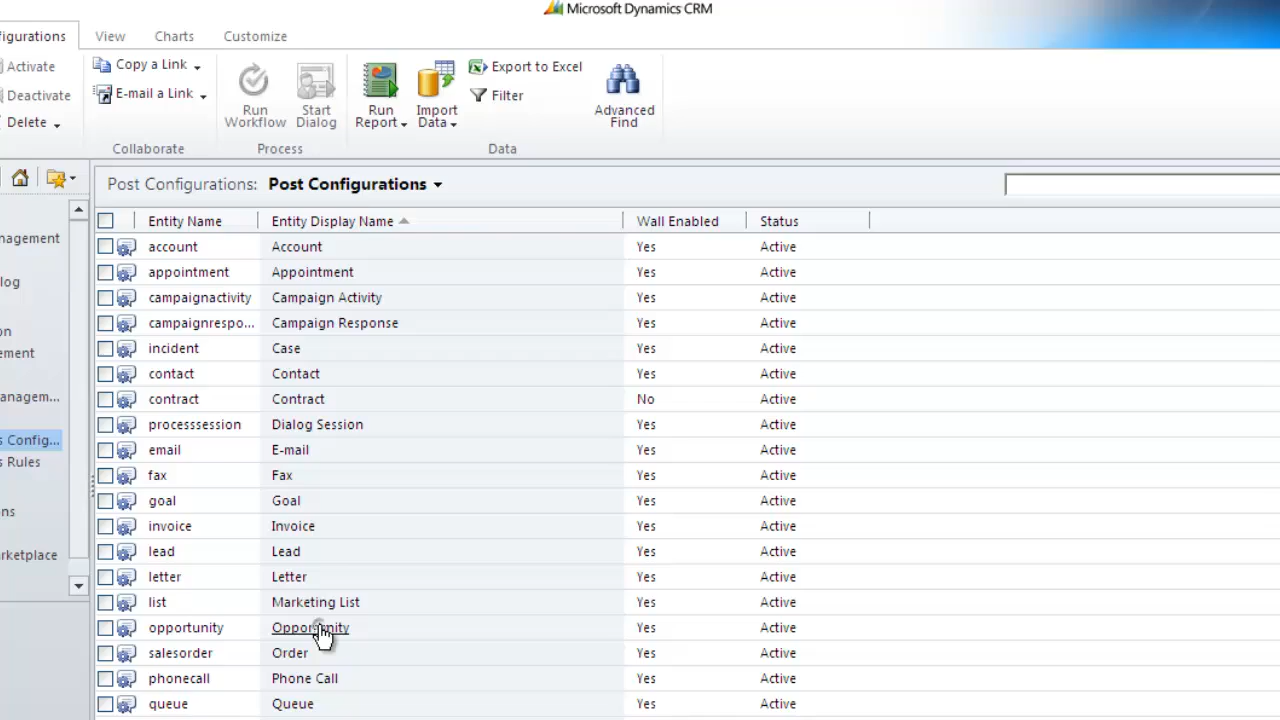 Microsoft Dynamics CRM
figurations View Charts Customize
Activate
Deactivate
Delete
Copy a Link
E-mail a Link
Collaborate
Run Workflow
Start Dialog
Process
Run Report
Import Data
Export to Excel
Filter
Advanced Find
Data
nagement
log
on
ement
anagem...
s Config...
s Rules
ns
rketplace
Post Configurations: Post Configurations
Entity Name Entity Display Name Wall Enabled Status
account Account Yes Active
appointment Appointment Yes Active
campaignactivity Campaign Activity Yes Active
campaignrespo... Campaign Response Yes Active
incident Case Yes Active
contact Contact Yes Active
contract Contract No Active
processsession Dialog Session Yes Active
email E-mail Yes Active
fax Fax Yes Active
goal Goal Yes Active
invoice Invoice Yes Active
lead Lead Yes Active
letter Letter Yes Active
list Marketing List Yes Active
opportunity Opportunity Yes Active
salesorder Order Yes Active
phonecall Phone Call Yes Active
queue Queue Yes Active